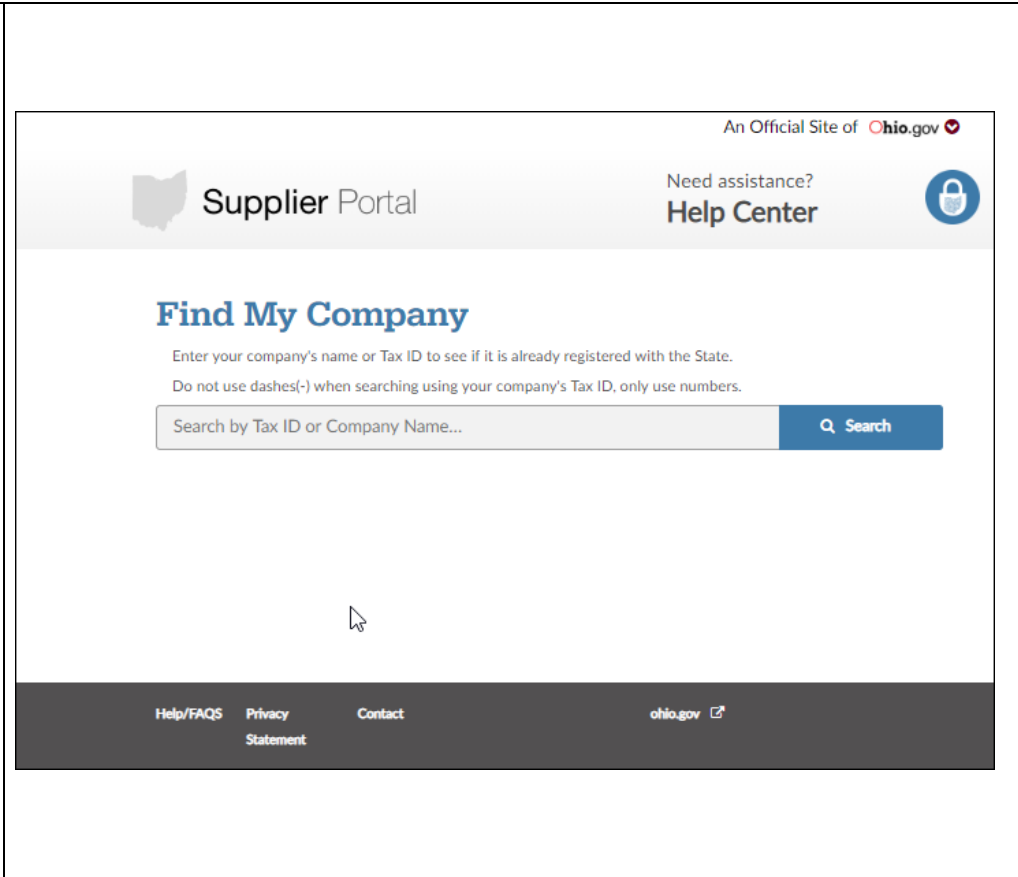 An Official Site of Ohio.gov
Supplier Portal
Need assistance?
Help Center
Find My Company
Enter your company's name or Tax ID to see if it is already registered with the State.
Do not use dashes(-) when searching using your company's Tax ID, only use numbers.
Search by Tax ID or Company Name...
Search
Help/FAQS
Privacy
Statement
Contact
ohio.gov